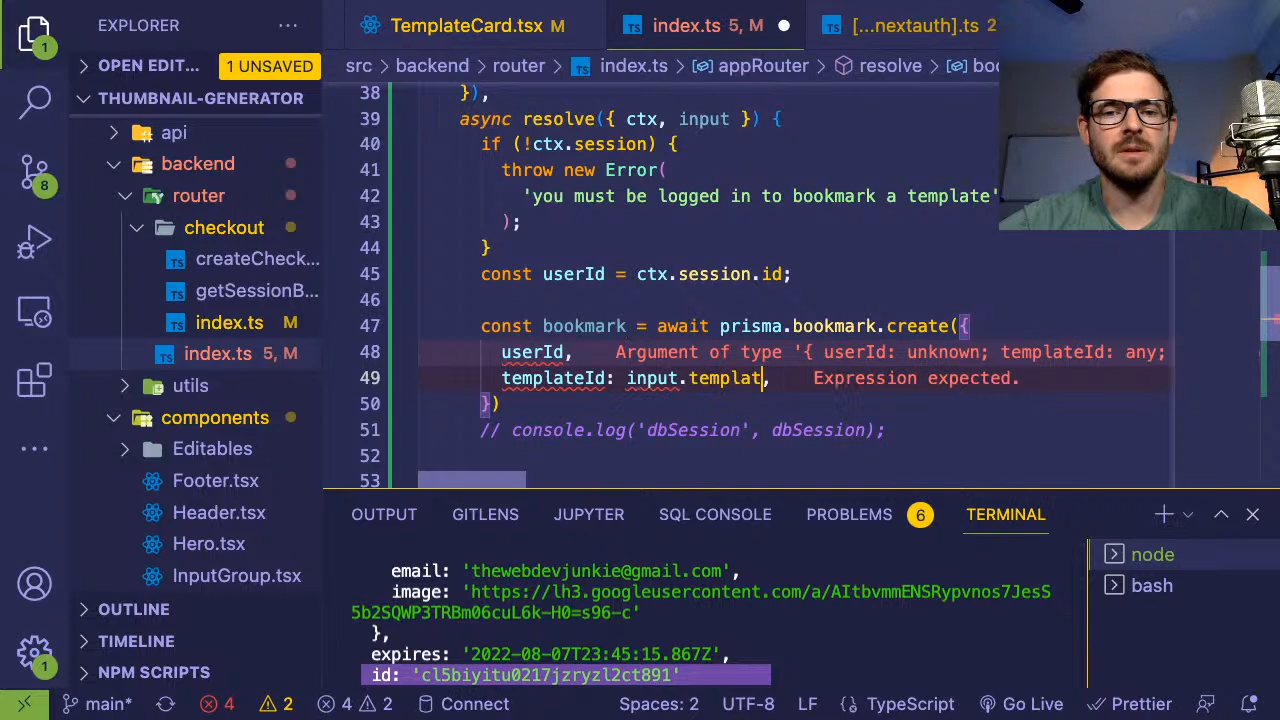 EXPLORER
OPEN EDIT...
1 UNSAVED
THUMBNAIL-GENERATOR
api
backend
router
checkout
createCheck...
getSessionB...
index.ts M
index.ts 5, M
utils
components
Editables
Footer.tsx
Header.tsx
Hero.tsx
InputGroup.tsx
OUTLINE
TIMELINE
NPM SCRIPTS
1
8
1
TemplateCard.tsx M
index.ts 5, M
[...nextauth].ts 2
src > backend > router > index.ts > appRouter > resolve > boo
38 }),
39 async resolve({ ctx, input }) {
40 if (!ctx.session) {
41 throw new Error(
42 'you must be logged in to bookmark a template'
43 );
44 }
45 const userId = ctx.session.id;
46
47 const bookmark = await prisma.bookmark.create({
48 userId, Argument of type '{ userId: unknown; templateId: any;
49 templateId: input.templat, Expression expected.
50 })
51 // console.log('dbSession', dbSession);
52
53
OUTPUT GITLENS JUPYTER SQL CONSOLE PROBLEMS 6 TERMINAL
email: 'thewebdevjunkie@gmail.com',
image: 'https://lh3.googleusercontent.com/a/AItbvmmENSRypvnos7JesS
5b2SQWP3TRBm06cuL6k-H0=s96-c'
},
expires: '2022-08-07T23:45:15.867Z',
id: 'cl5biyitu0217jzryzl2ct891'
node
bash
main* 4 2 4 2 Connect Spaces: 2 UTF-8 LF TypeScript Go Live Prettier